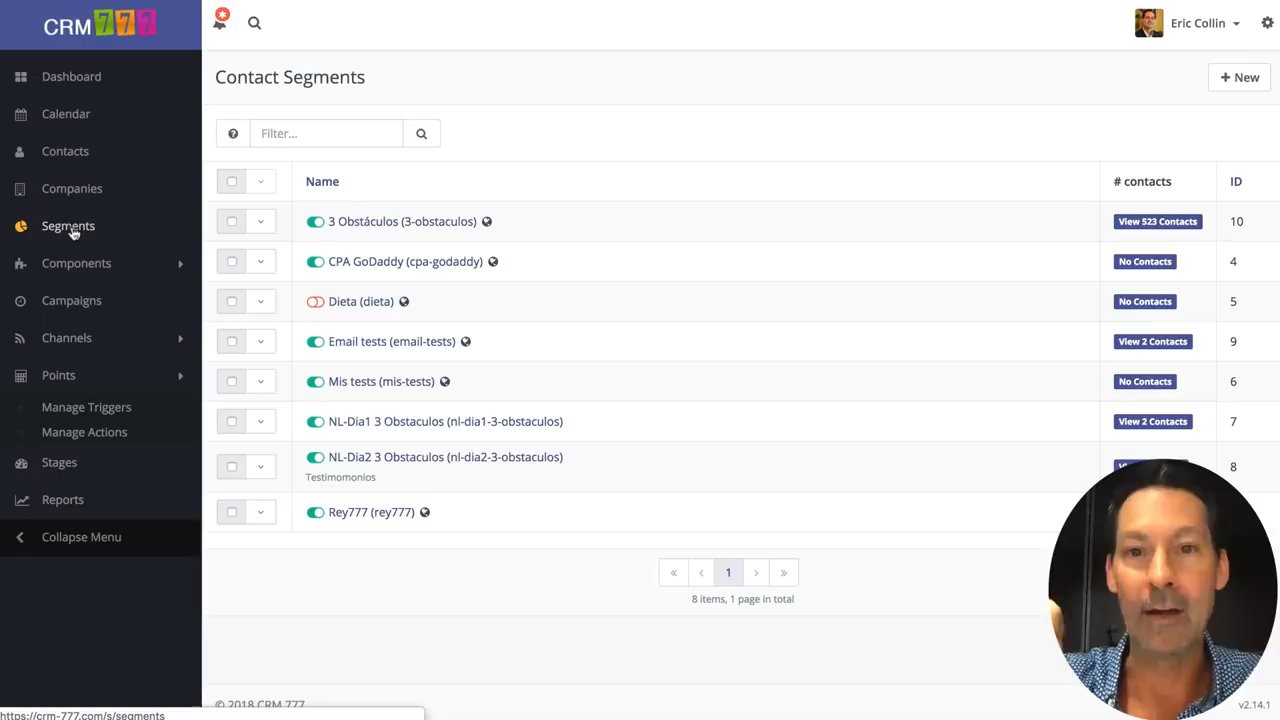 CRM 777
Eric Collin
Dashboard
Calendar
Contacts
Companies
Segments
Components
Campaigns
Channels
Points
Manage Triggers
Manage Actions
Stages
Reports
Collapse Menu
Contact Segments
+ New
Filter...
Name # contacts ID
3 Obstáculos (3-obstaculos) View 523 Contacts 10
CPA GoDaddy (cpa-godaddy) No Contacts 4
Dieta (dieta) No Contacts 5
Email tests (email-tests) View 2 Contacts 9
Mis tests (mis-tests) No Contacts 6
NL-Dia1 3 Obstaculos (nl-dia1-3-obstaculos) View 2 Contacts 7
NL-Dia2 3 Obstaculos (nl-dia2-3-obstaculos) 8
Testimomonios
Rey777 (rey777)
« ‹ 1 › »
8 items, 1 page in total
© 2018 CRM 777
v2.14.1
https://crm-777.com/s/segments